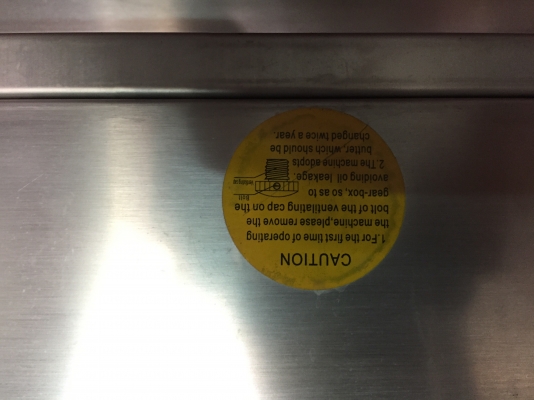 CAUTION
1.For the first time of operating
the machine,please remove the
bolt of the ventilating cap on the
gear-box, so as to
avoiding oil leakage.
2.The machine adopts
butter, which should be
changed twice a year.
Bolt